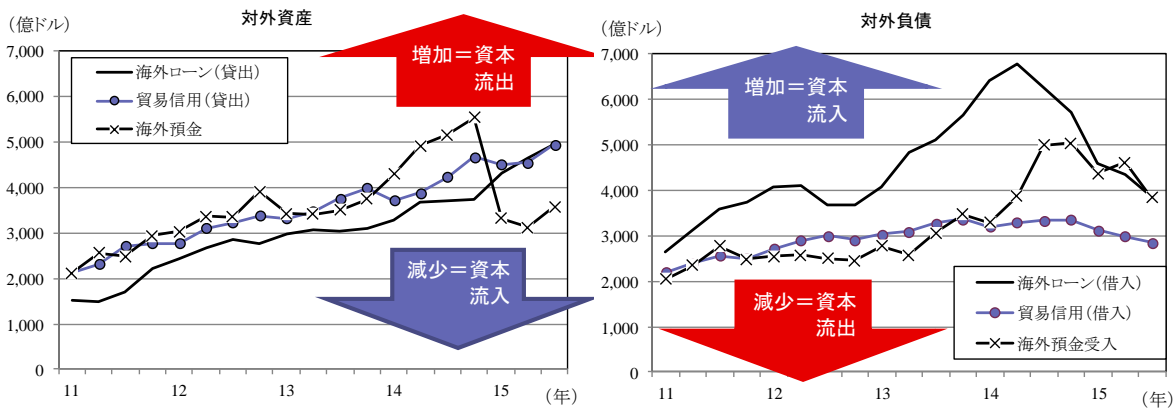 対外資産
（億ドル）
7,000
6,000
5,000
4,000
3,000
2,000
1,000
0
11
12
13
14
15
（年）
海外ローン（貸出）
貿易信用（貸出）
海外預金
増加＝資本
流出
減少＝資本
流入
対外負債
（億ドル）
7,000
6,000
5,000
4,000
3,000
2,000
1,000
0
11
12
13
14
15
（年）
増加＝資本
流入
減少＝資本
流出
海外ローン（借入）
貿易信用（借入）
海外預金受入